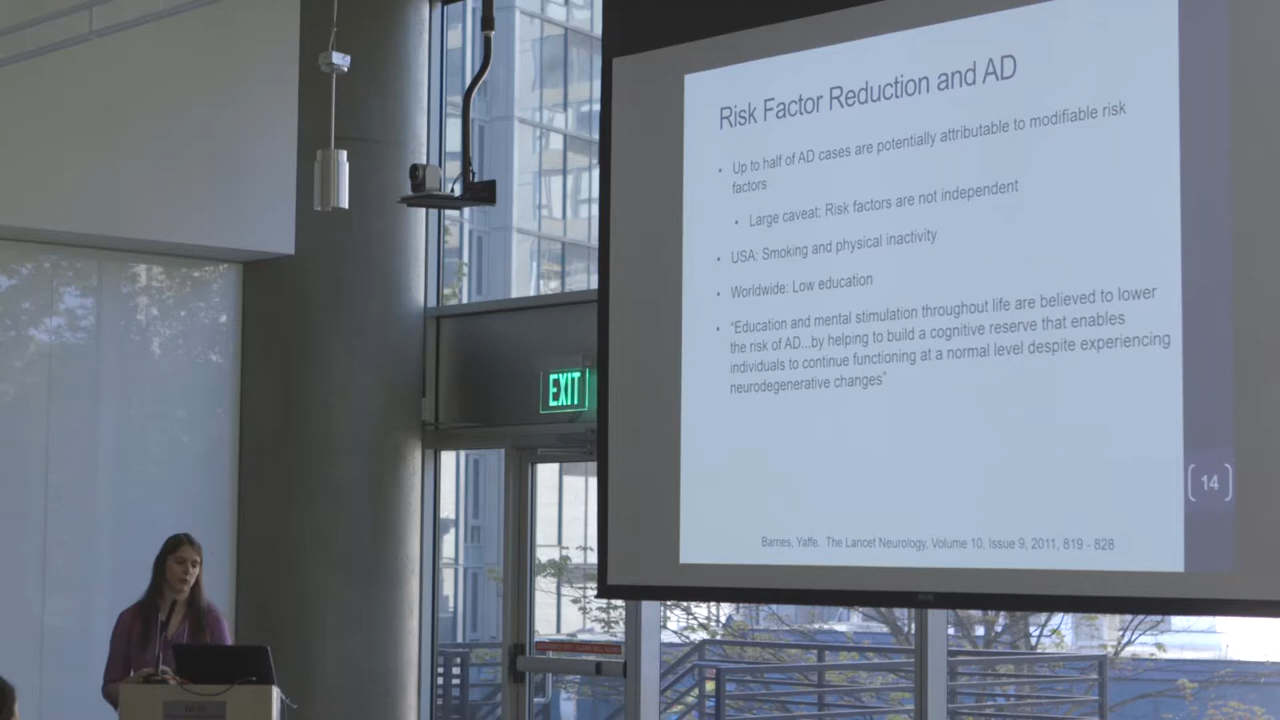 Risk Factor Reduction and AD
• Up to half of AD cases are potentially attributable to modifiable risk
factors
• Large caveat: Risk factors are not independent
• USA: Smoking and physical inactivity
• Worldwide: Low education
• "Education and mental stimulation throughout life are believed to lower
the risk of AD...by helping to build a cognitive reserve that enables
individuals to continue functioning at a normal level despite experiencing
neurodegenerative changes"
EXIT
14
Barnes, Yaffe. The Lancet Neurology, Volume 10, Issue 9, 2011, 819 - 828